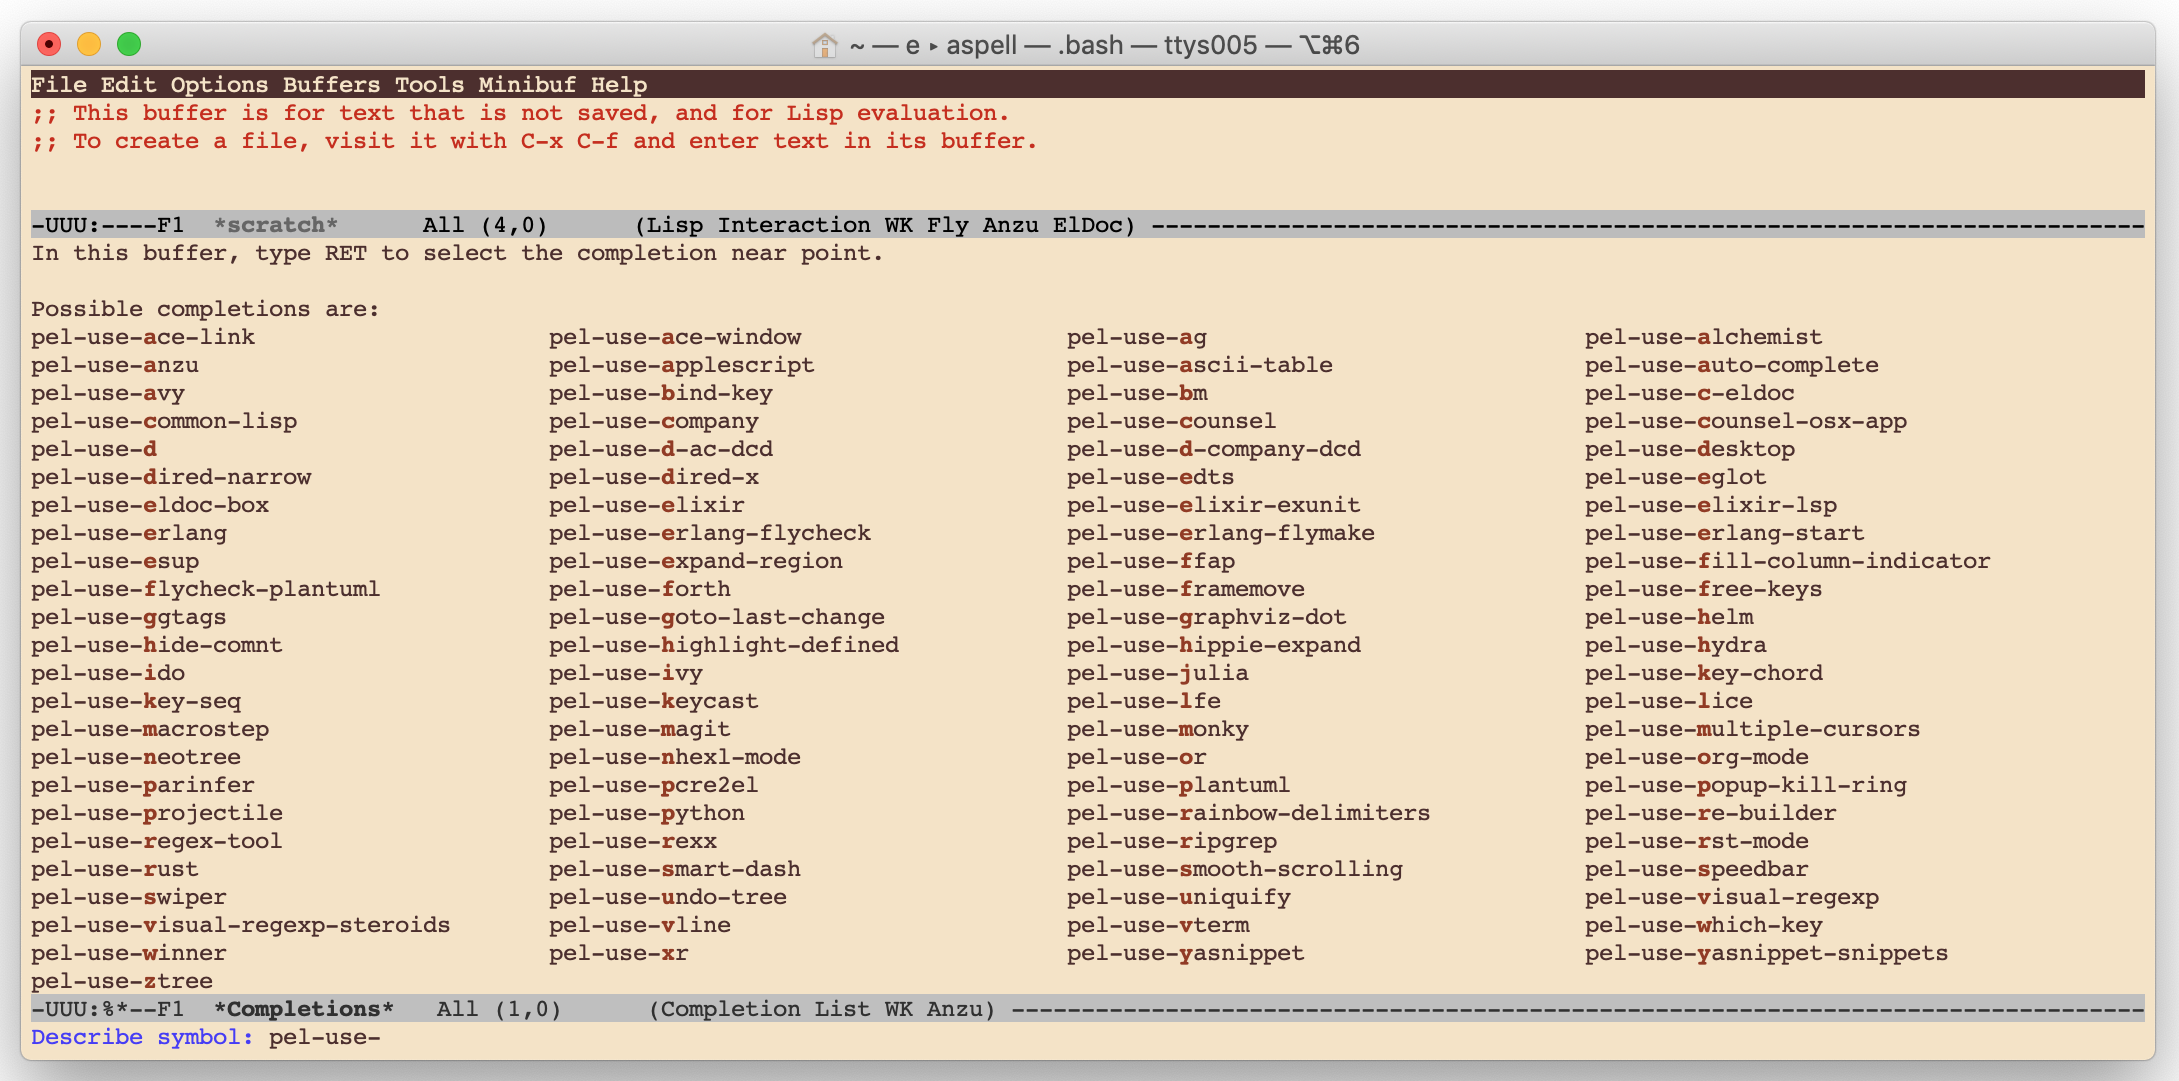 ~ — e ▸ aspell — .bash — ttys005 — ⌥⌘6
File Edit Options Buffers Tools Minibuf Help
;; This buffer is for text that is not saved, and for Lisp evaluation.
;; To create a file, visit it with C-x C-f and enter text in its buffer.
-UUU:----F1  *scratch*      All (4,0)      (Lisp Interaction WK Fly Anzu ElDoc) -----------------------------------------------------------------------
In this buffer, type RET to select the completion near point.
Possible completions are:
pel-use-ace-link pel-use-ace-window pel-use-ag pel-use-alchemist
pel-use-anzu pel-use-applescript pel-use-ascii-table pel-use-auto-complete
pel-use-avy pel-use-bind-key pel-use-bm pel-use-c-eldoc
pel-use-common-lisp pel-use-company pel-use-counsel pel-use-counsel-osx-app
pel-use-d pel-use-d-ac-dcd pel-use-d-company-dcd pel-use-desktop
pel-use-dired-narrow pel-use-dired-x pel-use-edts pel-use-eglot
pel-use-eldoc-box pel-use-elixir pel-use-elixir-exunit pel-use-elixir-lsp
pel-use-erlang pel-use-erlang-flycheck pel-use-erlang-flymake pel-use-erlang-start
pel-use-esup pel-use-expand-region pel-use-ffap pel-use-fill-column-indicator
pel-use-flycheck-plantuml pel-use-forth pel-use-framemove pel-use-free-keys
pel-use-ggtags pel-use-goto-last-change pel-use-graphviz-dot pel-use-helm
pel-use-hide-comnt pel-use-highlight-defined pel-use-hippie-expand pel-use-hydra
pel-use-ido pel-use-ivy pel-use-julia pel-use-key-chord
pel-use-key-seq pel-use-keycast pel-use-lfe pel-use-lice
pel-use-macrostep pel-use-magit pel-use-monky pel-use-multiple-cursors
pel-use-neotree pel-use-nhexl-mode pel-use-or pel-use-org-mode
pel-use-parinfer pel-use-pcre2el pel-use-plantuml pel-use-popup-kill-ring
pel-use-projectile pel-use-python pel-use-rainbow-delimiters pel-use-re-builder
pel-use-regex-tool pel-use-rexx pel-use-ripgrep pel-use-rst-mode
pel-use-rust pel-use-smart-dash pel-use-smooth-scrolling pel-use-speedbar
pel-use-swiper pel-use-undo-tree pel-use-uniquify pel-use-visual-regexp
pel-use-visual-regexp-steroids pel-use-vline pel-use-vterm pel-use-which-key
pel-use-winner pel-use-xr pel-use-yasnippet pel-use-yasnippet-snippets
pel-use-ztree
-UUU:%*--F1  *Completions*   All (1,0)      (Completion List WK Anzu) ---------------------------------------------------------------------------------
Describe symbol: pel-use-